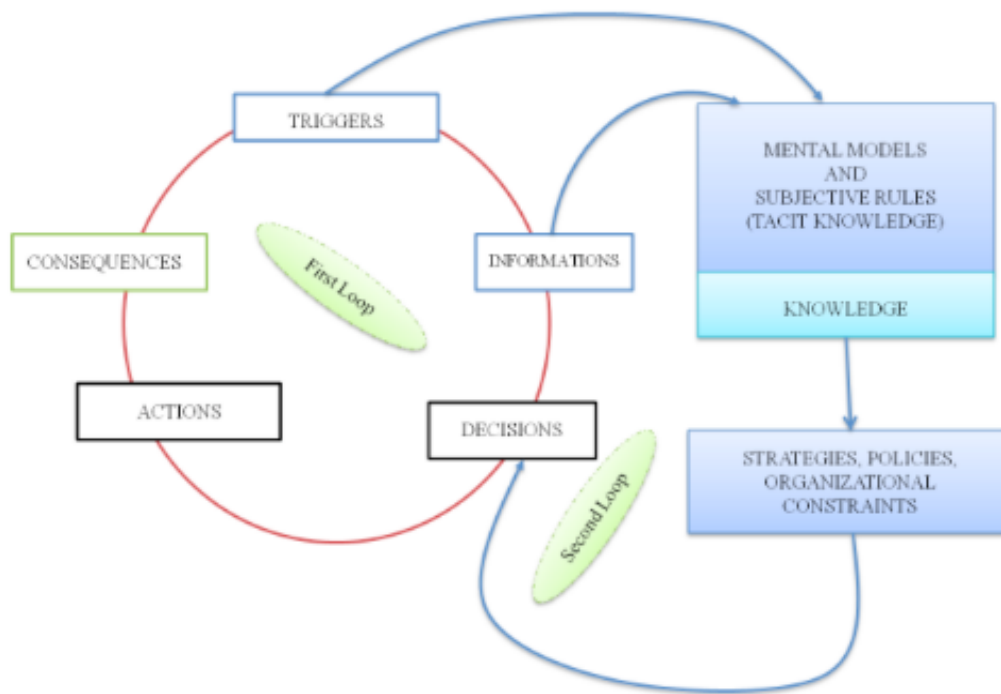 TRIGGERS
MENTAL MODELS
AND
SUBJECTIVE RULES
(TACIT KNOWLEDGE)
CONSEQUENCES
First Loop
INFORMATIONS
KNOWLEDGE
ACTIONS
DECISIONS
Second Loop
STRATEGIES, POLICIES,
ORGANIZATIONAL
CONSTRAINTS